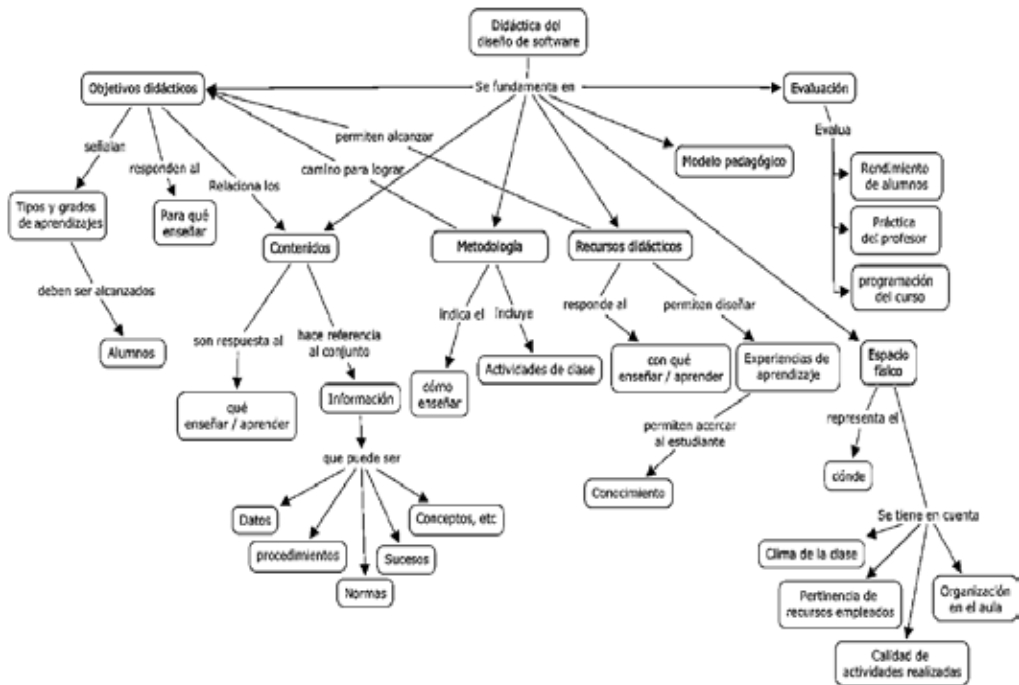 Didáctica del
diseño de software
Objetivos didácticos
Se fundamenta en
Evaluación
señalan
responden al
Relaciona los
permiten alcanzar
camino para lograr
Modelo pedagógico
Evalua
Rendimiento
de alumnos
Práctica
del profesor
programación
del curso
Tipos y grados
de aprendizajes
Para qué
enseñar
Contenidos
Metodología
Recursos didácticos
deben ser alcanzados
Alumnos
son respuesta al
hace referencia
al conjunto
indica el
Incluye
responde al
permiten diseñar
Espacio
físico
qué
enseñar / aprender
Información
cómo
enseñar
Actividades de clase
con qué
enseñar / aprender
Experiencias de
aprendizaje
representa el
dónde
que puede ser
permiten acercar
al estudiante
Conocimiento
Datos
procedimientos
Normas
Sucesos
Conceptos, etc
Se tiene en cuenta
Clima de la clase
Pertinencia de
recursos empleados
Calidad de
actividades realizadas
Organización
en el aula